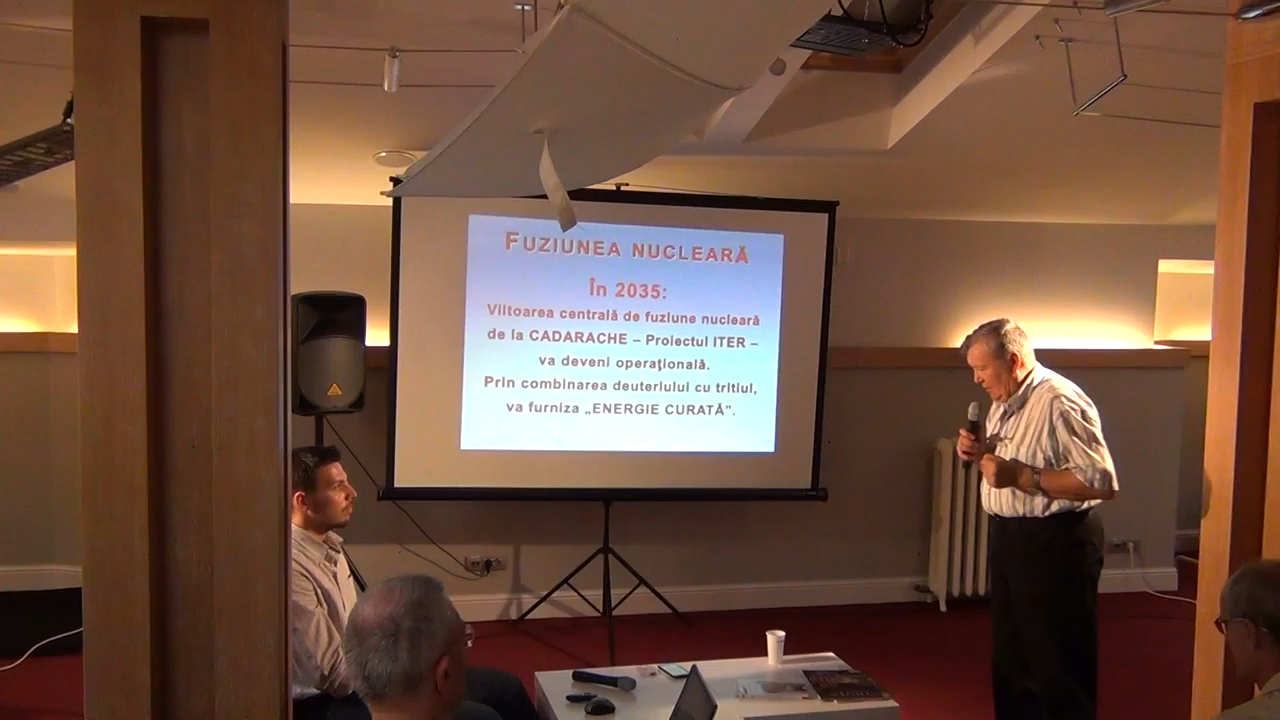 FUZIUNEA NUCLEARĂ
În 2035:
Viitoarea centrală de fuziune nucleară
de la CADARACHE – Proiectul ITER –
va deveni operaţională.
Prin combinarea deuteriului cu tritiul,
va furniza „ENERGIE CURATĂ”.